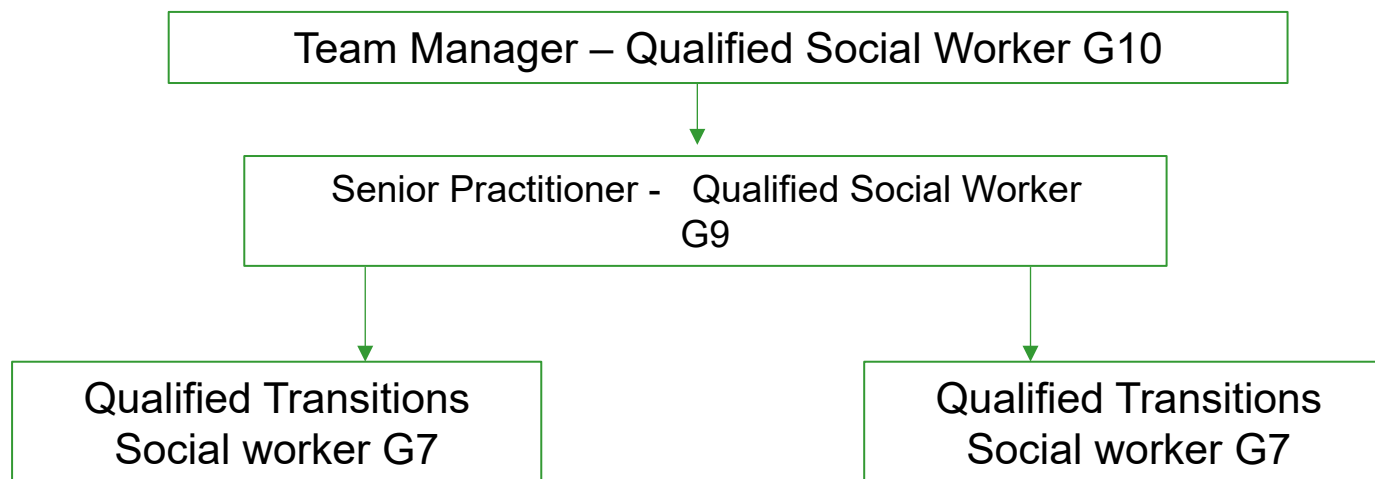 Team Manager – Qualified Social Worker G10
Senior Practitioner -   Qualified Social Worker
G9
Qualified Transitions
Social worker G7
Qualified Transitions
Social worker G7